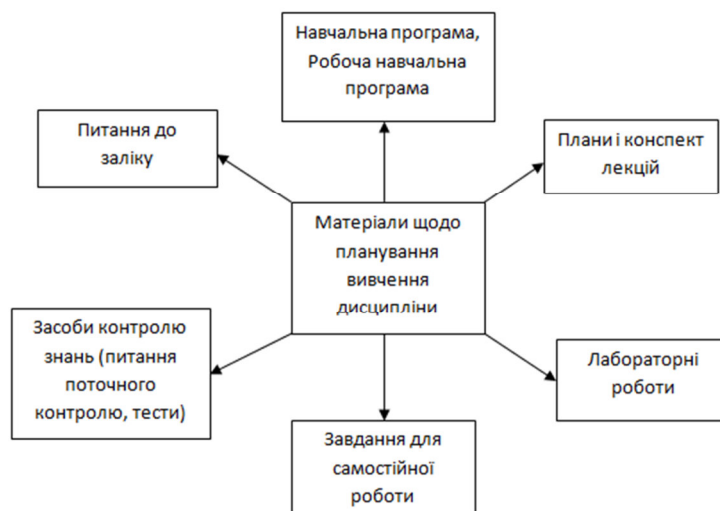 Навчальна програма,
Робоча навчальна
програма
Питання до
заліку
Плани і конспект
лекцій
Матеріали щодо
планування
вивчення
дисципліни
Засоби контролю
знань (питання
поточного
контролю, тести)
Лабораторні
роботи
Завдання для
самостійної
роботи